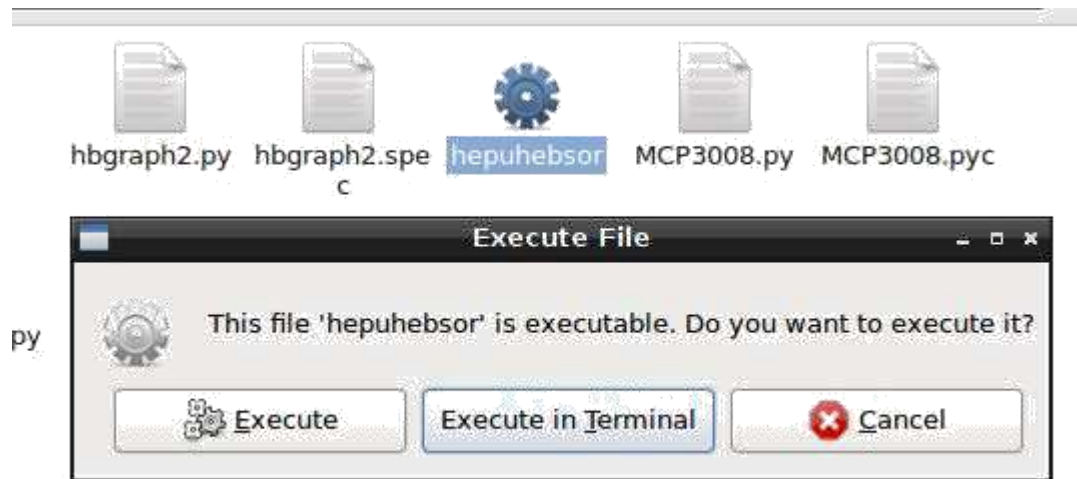 hbgraph2.py hbgraph2.spe hepuhebsor MCP3008.py MCP3008.pyc
c
Execute File
py
This file 'hepuhebsor' is executable. Do you want to execute it?
Execute Execute in Terminal Cancel